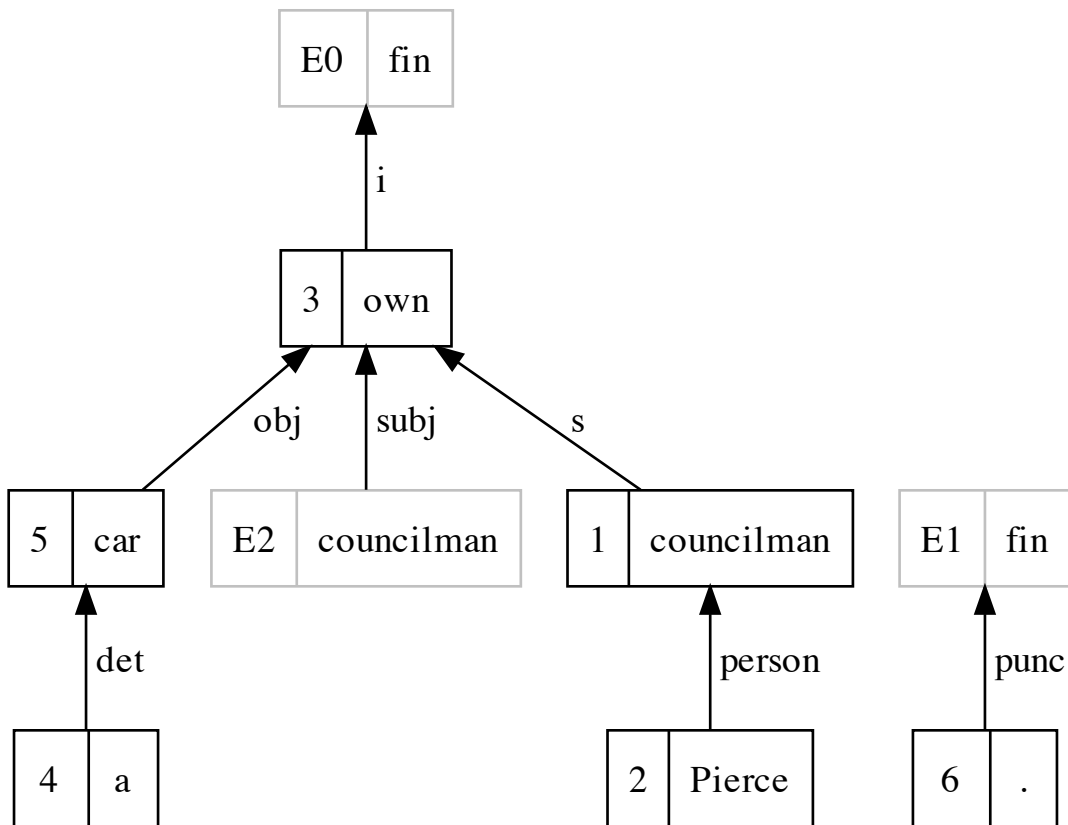 E0 fin
i
3 own
obj subj s
5 car E2 councilman 1 councilman E1 fin
det person punc
4 a 2 Pierce 6 .